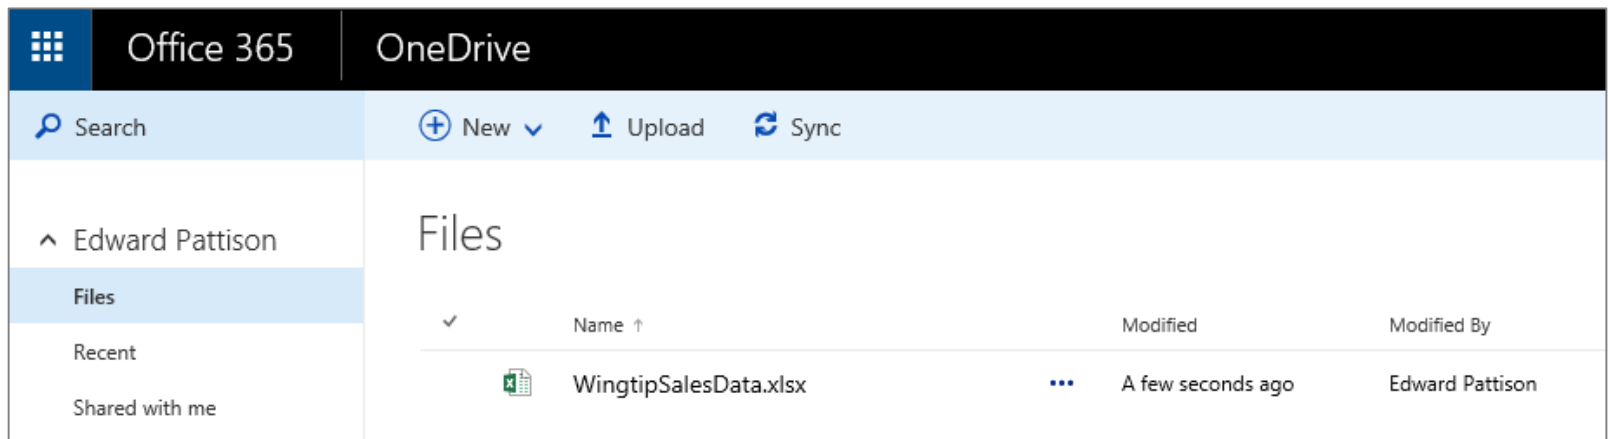 Office 365 OneDrive
Search New Upload Sync
Edward Pattison
Files
Files
Name Modified Modified By
Recent
WingtipSalesData.xlsx ... A few seconds ago Edward Pattison
Shared with me